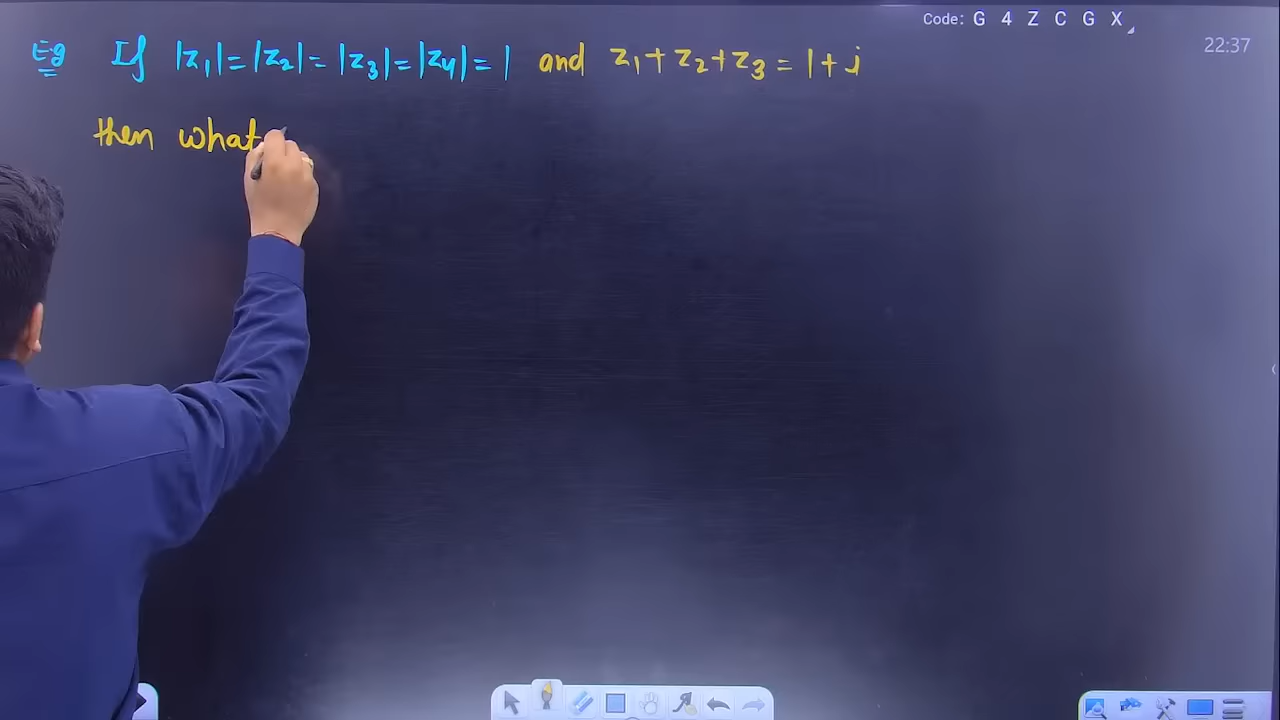 Code: G 4 Z C G X
22:37
Eg If |z₁|=|z₂|=|z₃|=|z4|=1 and z₁+z₂+z₃=1+i
then what